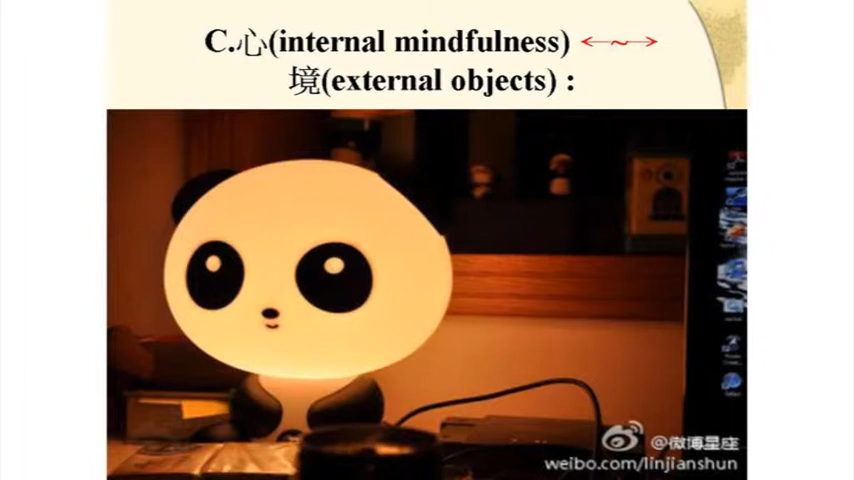 C.心(internal mindfulness) ←~→
境(external objects) :
@微博星座
weibo.com/linjianshun